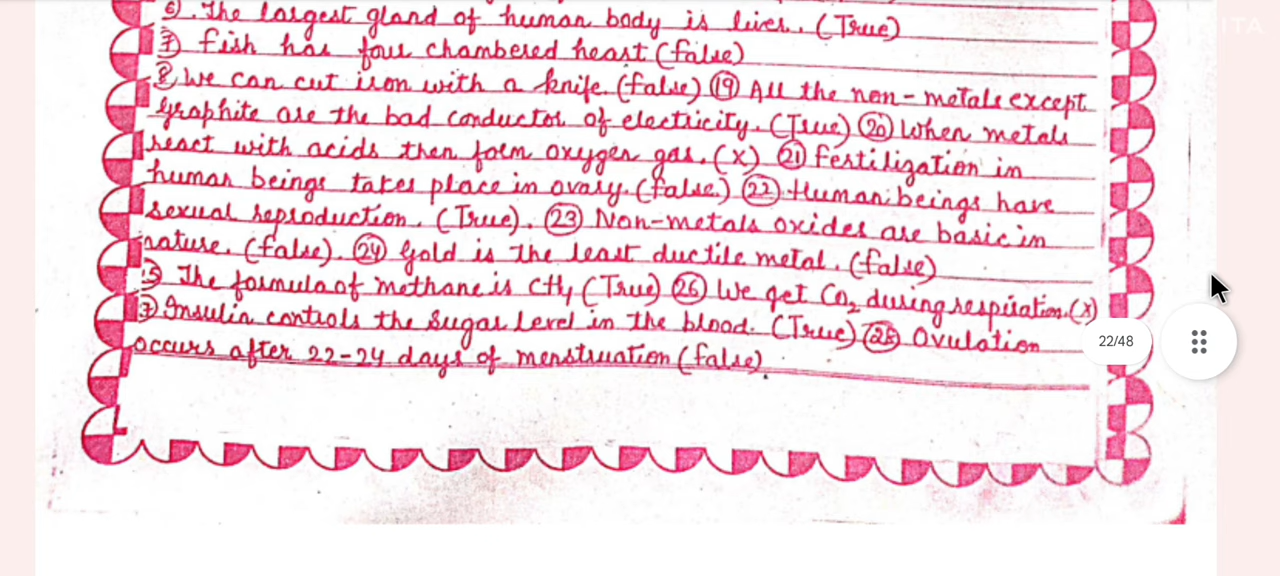 6). The largest gland of human body is liver. (True)
7) fish has four chambered heart (false)
8 We can cut iron with a knife. (false) 19 All the non-metals except
graphite are the bad conductor of electricity. (True) 20 When metals
react with acids then form oxygen gas. (X) 21 fertilization in
human beings takes place in ovary. (false.) 22 Human beings have
sexual reproduction. (True). 23 Non-metals oxides are basic in
nature. (false). 24 Gold is the least ductile metal. (false)
5 The formula of methane is CH4 (True) 26 We get CO2 during respiration. (X)
7 Insulin controls the sugar level in the blood. (True) 28 Ovulation
occurs after 22-24 days of menstruation (false).
22/48
ITA